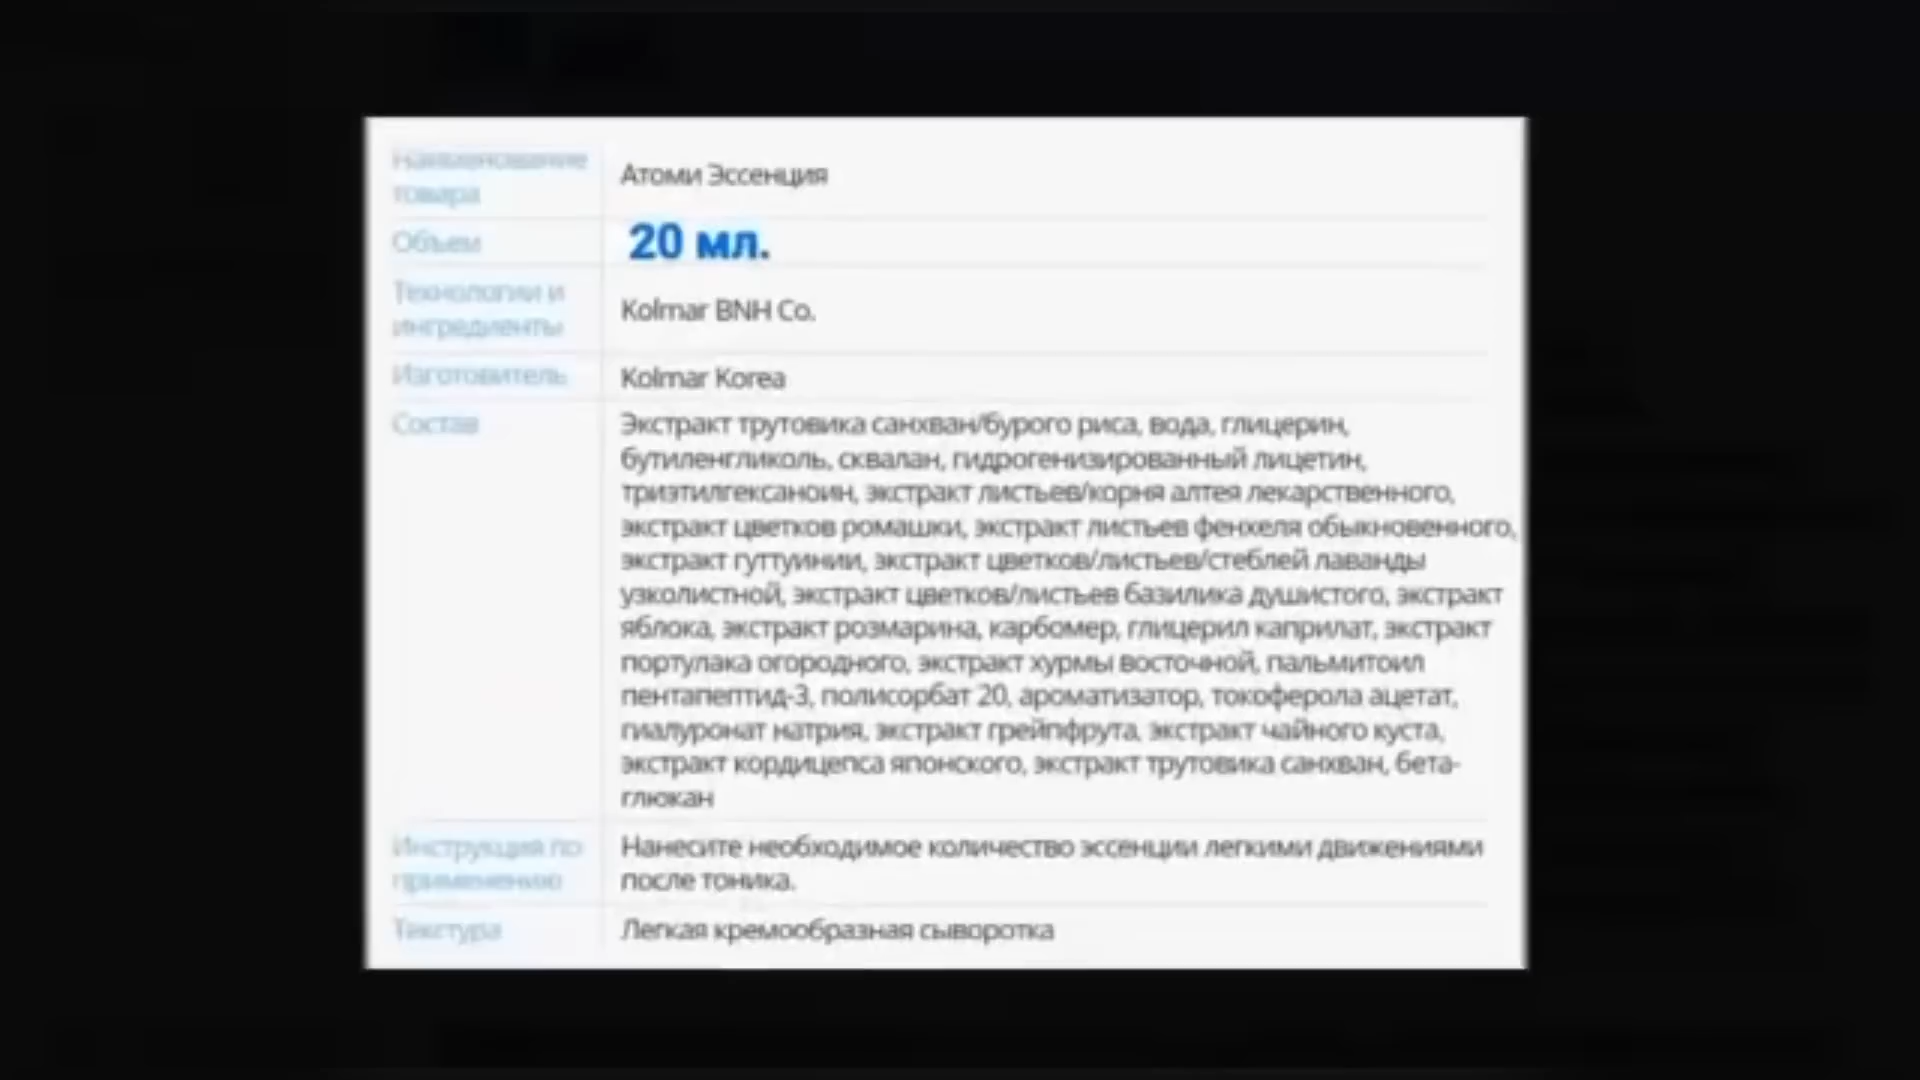 Наименование
товара
Атоми Эссенция
Объем
20 мл.
Технологии и
ингредиенты
Kolmar BNH Co.
Изготовитель
Kolmar Korea
Состав
Экстракт трутовика санхван/бурого риса, вода, глицерин,
бутиленгликоль, сквалан, гидрогенизированный лицетин,
триэтилгексаноин, экстракт листьев/корня алтея лекарственного,
экстракт цветков ромашки, экстракт листьев фенхеля обыкновенного,
экстракт гуттуинии, экстракт цветков/листьев/стеблей лаванды
узколистной, экстракт цветков/листьев базилика душистого, экстракт
яблока, экстракт розмарина, карбомер, глицерил каприлат, экстракт
портулака огородного, экстракт хурмы восточной, пальмитоил
пентапептид-3, полисорбат 20, ароматизатор, токоферола ацетат,
гиалуронат натрия, экстракт грейпфрута, экстракт чайного куста,
экстракт кордицепса японского, экстракт трутовика санхван, бета-
глюкан
Инструкция по
применению
Нанесите необходимое количество эссенции легкими движениями
после тоника.
Текстура
Легкая кремообразная сыворотка